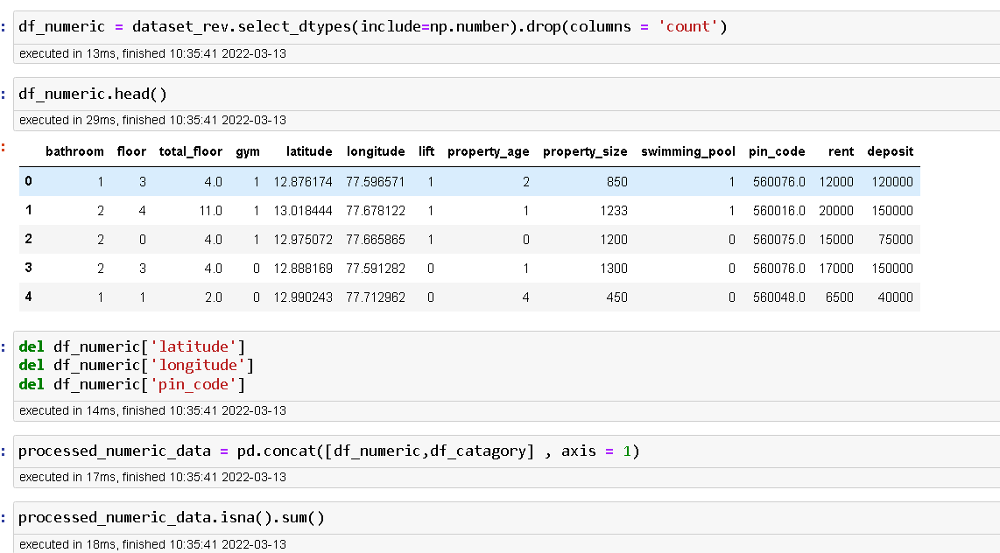 df_numeric = dataset_rev.select_dtypes(include=np.number).drop(columns = 'count')
executed in 13ms, finished 10:35:41 2022-03-13
df_numeric.head()
executed in 29ms, finished 10:35:41 2022-03-13
bathroom floor total_floor gym latitude longitude lift property_age property_size swimming_pool pin_code rent deposit
0 1 3 4.0 1 12.876174 77.596571 1 2 850 1 560076.0 12000 120000
1 2 4 11.0 1 13.018444 77.678122 1 1 1233 1 560016.0 20000 150000
2 2 0 4.0 1 12.975072 77.665865 1 0 1200 0 560075.0 15000 75000
3 2 3 4.0 0 12.888169 77.591282 0 1 1300 0 560076.0 17000 150000
4 1 1 2.0 0 12.990243 77.712962 0 4 450 0 560048.0 6500 40000
del df_numeric['latitude']
del df_numeric['longitude']
del df_numeric['pin_code']
executed in 14ms, finished 10:35:41 2022-03-13
processed_numeric_data = pd.concat([df_numeric,df_catagory] , axis = 1)
executed in 17ms, finished 10:35:41 2022-03-13
processed_numeric_data.isna().sum()
executed in 18ms, finished 10:35:41 2022-03-13